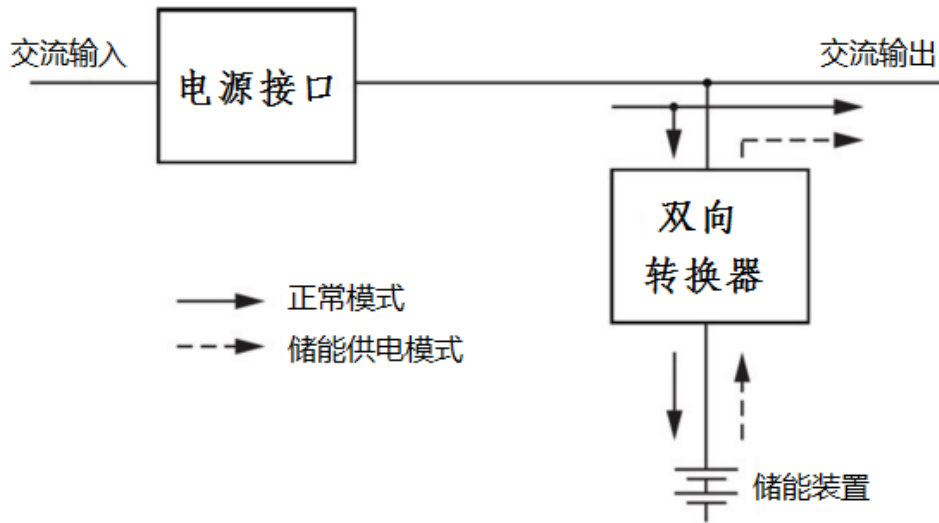 交流输入
电源接口
交流输出
双向
转换器
正常模式
储能供电模式
储能装置